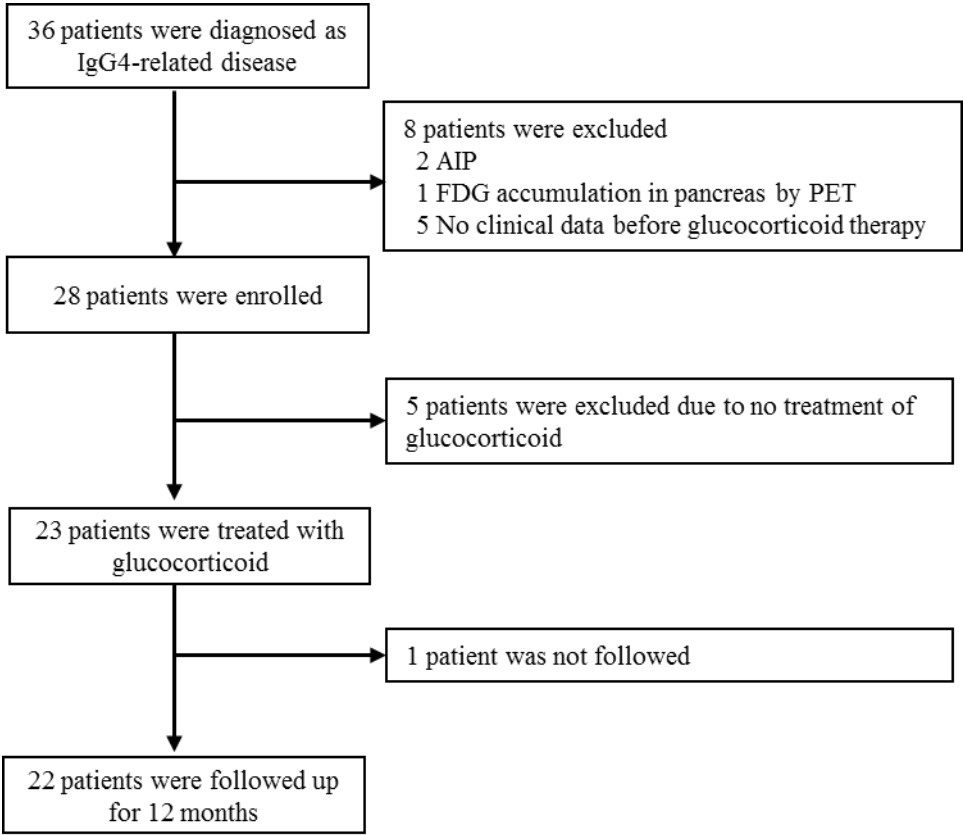 36 patients were diagnosed as
IgG4-related disease
8 patients were excluded
2 AIP
1 FDG accumulation in pancreas by PET
5 No clinical data before glucocorticoid therapy
28 patients were enrolled
5 patients were excluded due to no treatment of
glucocorticoid
23 patients were treated with
glucocorticoid
1 patient was not followed
22 patients were followed up
for 12 months